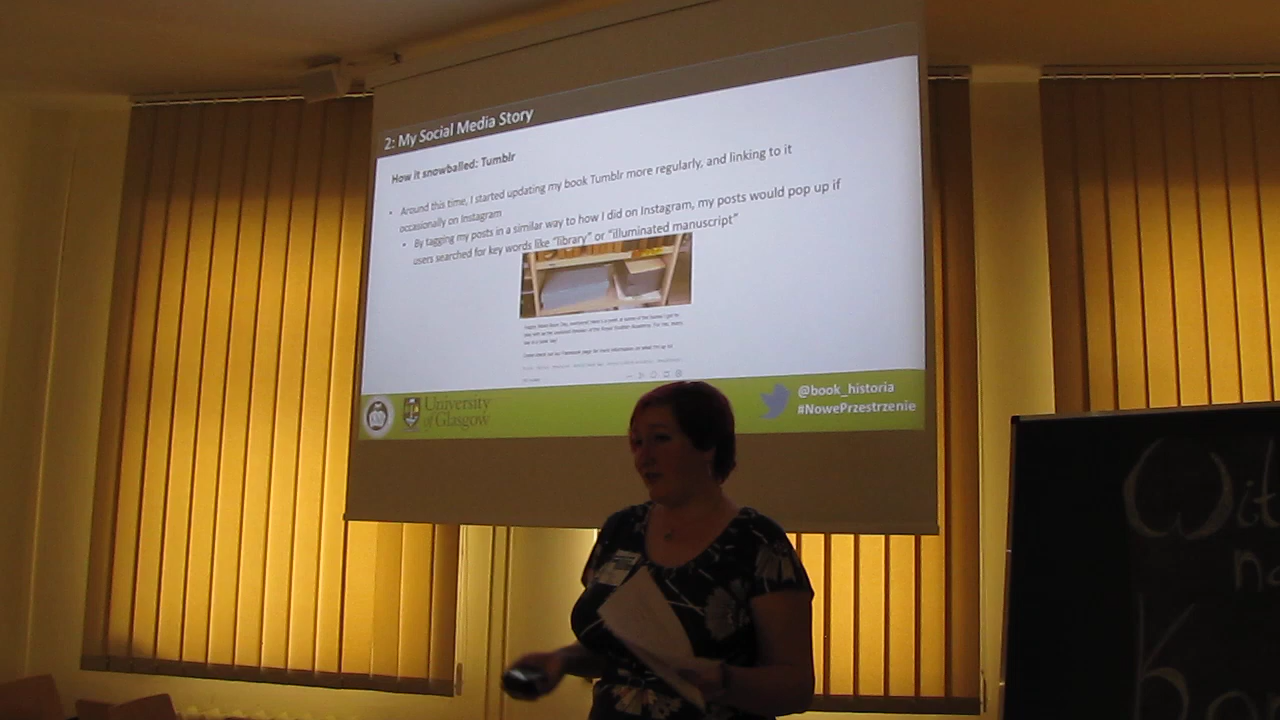 2: My Social Media Story
How it snowballed: Tumblr
• Around this time, I started updating my book Tumblr more regularly, and linking to it
occasionally on Instagram
• By tagging my posts in a similar way to how I did on Instagram, my posts would pop up if
users searched for key words like "library" or "illuminated manuscript"
University
of Glasgow
@book_historia
#NowePrzestrzenie